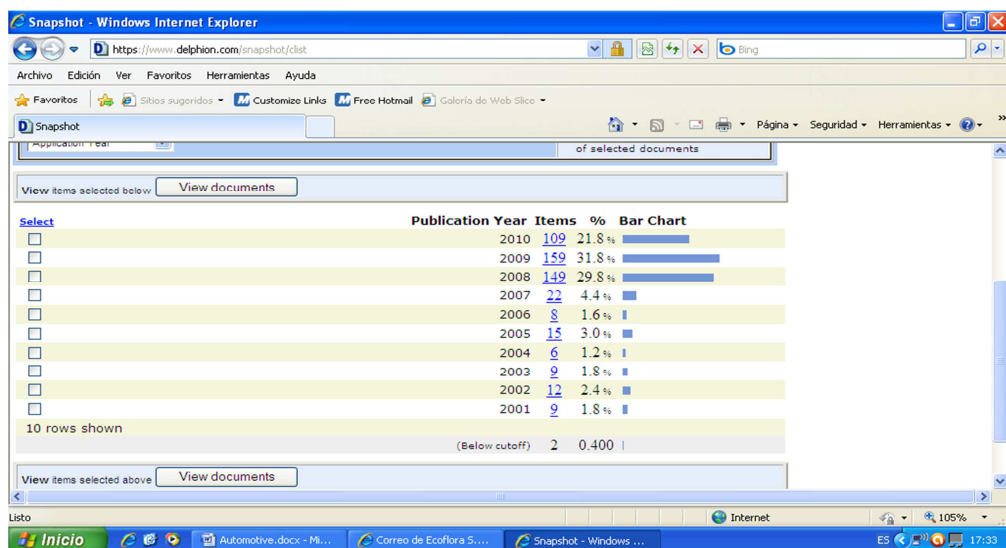 Snapshot - Windows Internet Explorer
https://www.delphion.com/snapshot/clist
Bing
Archivo Edición Ver Favoritos Herramientas Ayuda
Favoritos Sitios sugeridos Customize Links Free Hotmail Galería de Web Slice
Snapshot Página Seguridad Herramientas
Application Year of selected documents
View items selected below View documents
Select Publication Year Items % Bar Chart
2010 109 21.8 %
2009 159 31.8 %
2008 149 29.8 %
2007 22 4.4 %
2006 8 1.6 %
2005 15 3.0 %
2004 6 1.2 %
2003 9 1.8 %
2002 12 2.4 %
2001 9 1.8 %
10 rows shown
(Below cutoff) 2 0.400
View items selected above View documents
Listo Internet 105%
Inicio Automotive.docx - Mi... Correo de Ecoflora S.... Snapshot - Windows ... ES 17:33